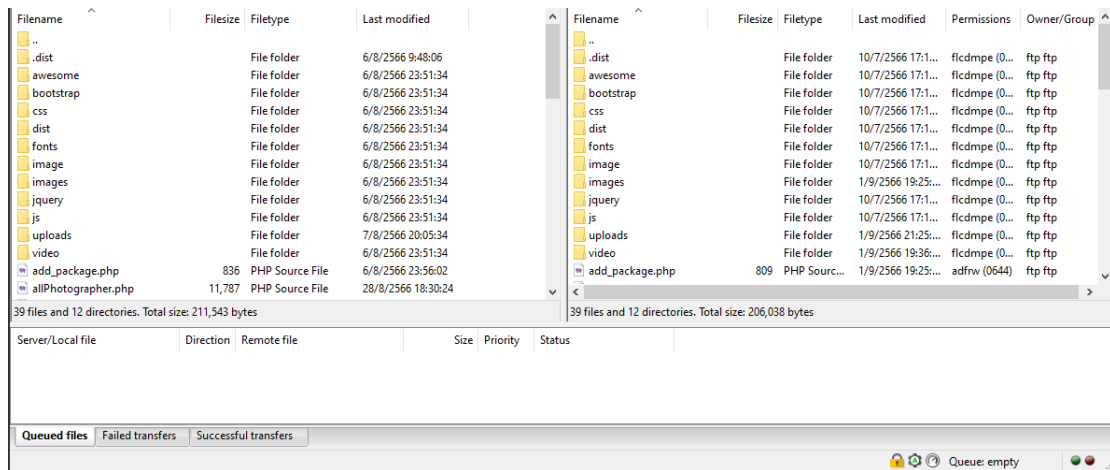 Filename Filesize Filetype Last modified
..
.dist File folder 6/8/2566 9:48:06
awesome File folder 6/8/2566 23:51:34
bootstrap File folder 6/8/2566 23:51:34
css File folder 6/8/2566 23:51:34
dist File folder 6/8/2566 23:51:34
fonts File folder 6/8/2566 23:51:34
image File folder 6/8/2566 23:51:34
images File folder 6/8/2566 23:51:34
jquery File folder 6/8/2566 23:51:34
js File folder 6/8/2566 23:51:34
uploads File folder 7/8/2566 20:05:34
video File folder 6/8/2566 23:51:34
add_package.php 836 PHP Source File 6/8/2566 23:56:02
allPhotographer.php 11,787 PHP Source File 28/8/2566 18:30:24
39 files and 12 directories. Total size: 211,543 bytes
Filename Filesize Filetype Last modified Permissions Owner/Group
..
.dist File folder 10/7/2566 17:1... flcdmpe (0... ftp ftp
awesome File folder 10/7/2566 17:1... flcdmpe (0... ftp ftp
bootstrap File folder 10/7/2566 17:1... flcdmpe (0... ftp ftp
css File folder 10/7/2566 17:1... flcdmpe (0... ftp ftp
dist File folder 10/7/2566 17:1... flcdmpe (0... ftp ftp
fonts File folder 10/7/2566 17:1... flcdmpe (0... ftp ftp
image File folder 10/7/2566 17:1... flcdmpe (0... ftp ftp
images File folder 1/9/2566 19:25:... flcdmpe (0... ftp ftp
jquery File folder 10/7/2566 17:1... flcdmpe (0... ftp ftp
js File folder 10/7/2566 17:1... flcdmpe (0... ftp ftp
uploads File folder 1/9/2566 21:25:... flcdmpe (0... ftp ftp
video File folder 1/9/2566 19:36:... flcdmpe (0... ftp ftp
add_package.php 809 PHP Sourc... 1/9/2566 19:25:... adfrw (0644) ftp ftp
39 files and 12 directories. Total size: 206,038 bytes
Server/Local file Direction Remote file Size Priority Status
Queued files Failed transfers Successful transfers
Queue: empty